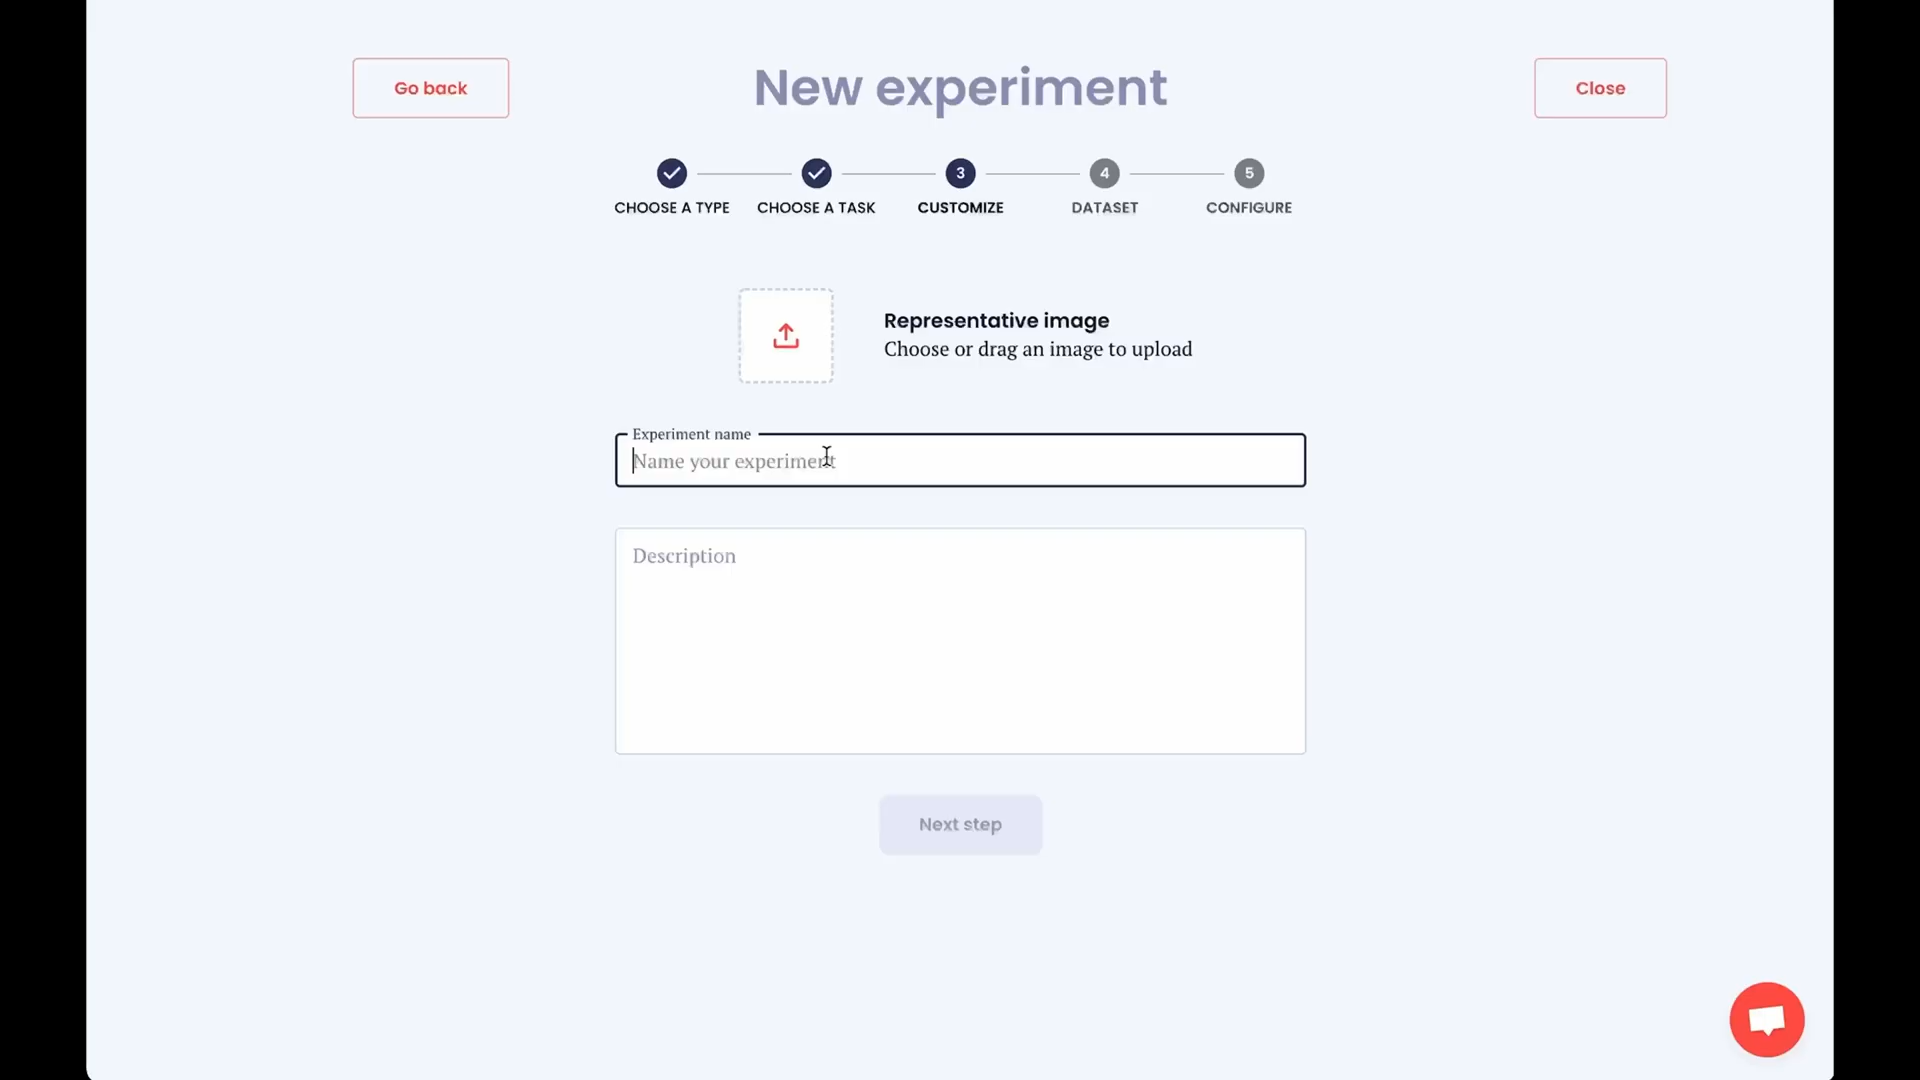 Go back
New experiment
Close
3
4
5
CHOOSE A TYPE
CHOOSE A TASK
CUSTOMIZE
DATASET
CONFIGURE
Representative image
Choose or drag an image to upload
Experiment name
Name your experiment
Description
Next step